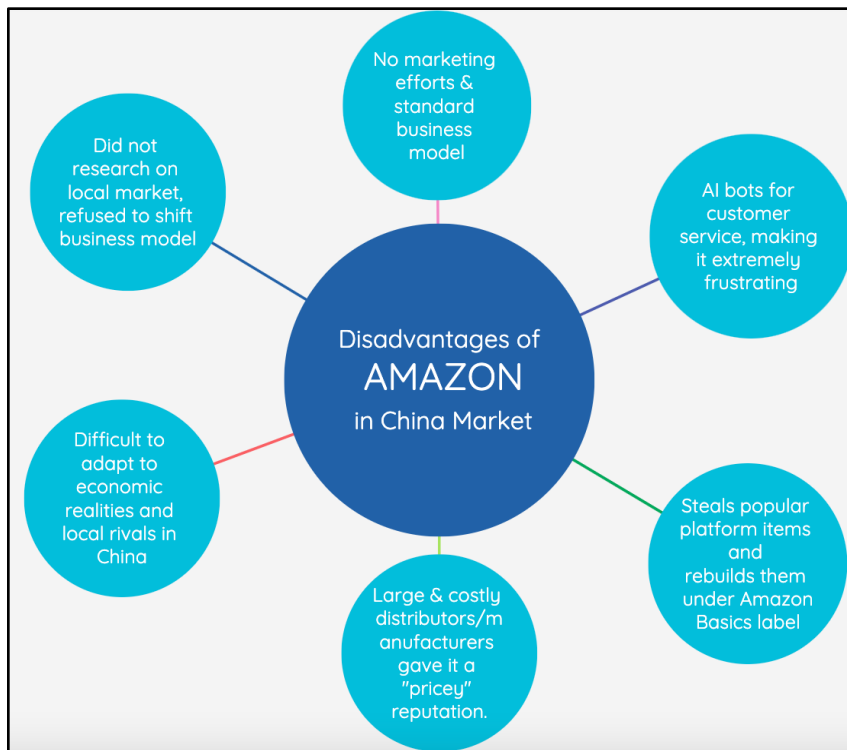 No marketing
efforts &
standard
business
model
Did not
research on
local market,
refused to shift
business model
AI bots for
customer
service, making
it extremely
frustrating
Disadvantages of
AMAZON
in China Market
Difficult to
adapt to
economic
realities and
local rivals in
China
Steals popular
platform items
and
rebuilds them
under Amazon
Basics label
Large & costly
distributors/m
anufacturers
gave it a
"pricey"
reputation.